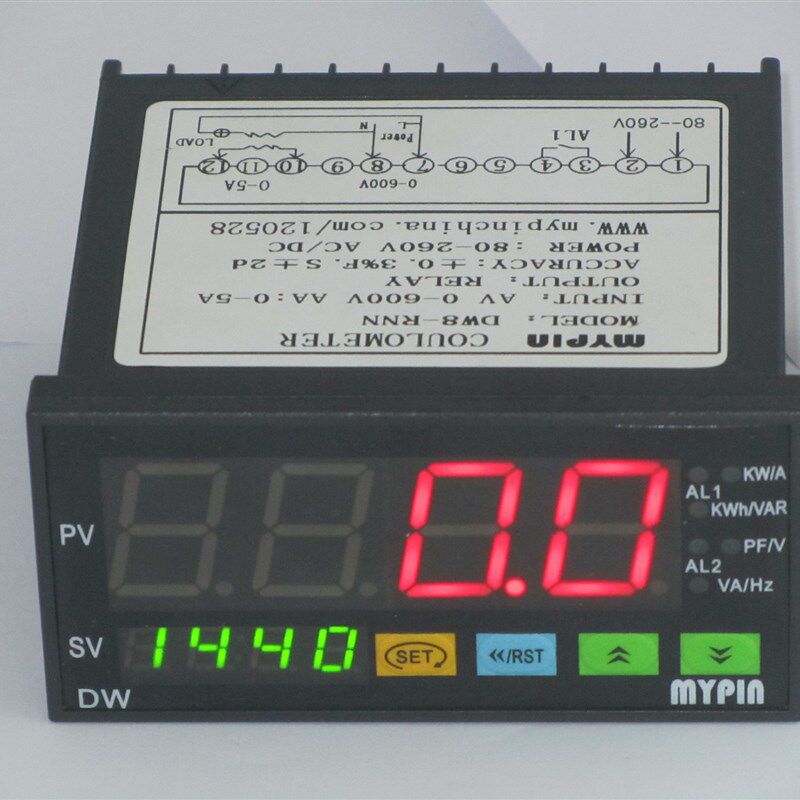 MYPIN COULOMETER
MODEL: DW8-RNN
INPUT: AV 0-600V AA:0-5A
OUTPUT: RELAY
ACCURACY: ±0.3%F.S±2d
POWER: 80-260V AC/DC
www.mypinchina.com/120528
0-600V 0-5A
1 2 3 4 5 6 7 8 9 10 11 12
80--260V AL1 Power L N LOAD
PV 0.0
AL1 KW/A
KWh/VAR
AL2 PF/V
VA/Hz
SV 1440 SET «/RST
DW MYPIN